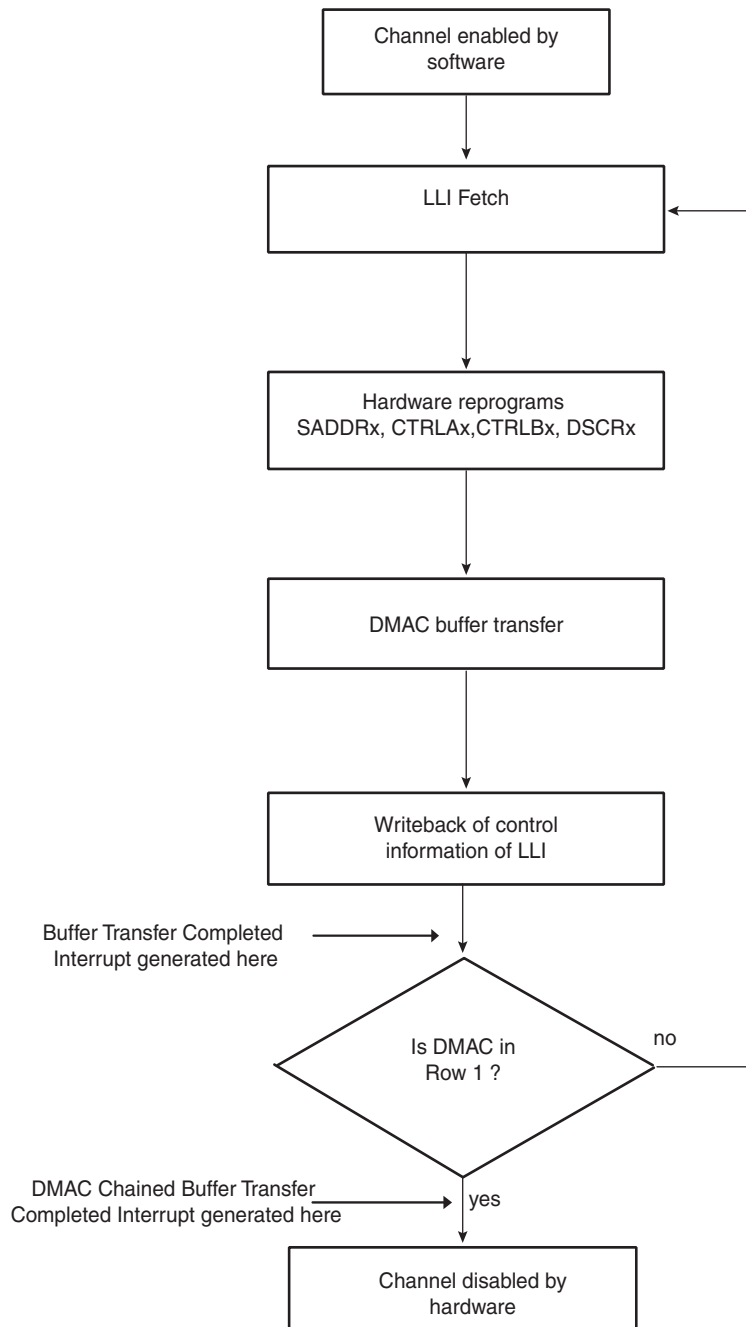 Channel enabled by
software
LLI Fetch
Hardware reprograms
SADDRx, CTRLAx,CTRLBx, DSCRx
DMAC buffer transfer
Writeback of control
information of LLI
Buffer Transfer Completed
Interrupt generated here
Is DMAC in
Row 1 ?
no
DMAC Chained Buffer Transfer
Completed Interrupt generated here
yes
Channel disabled by
hardware